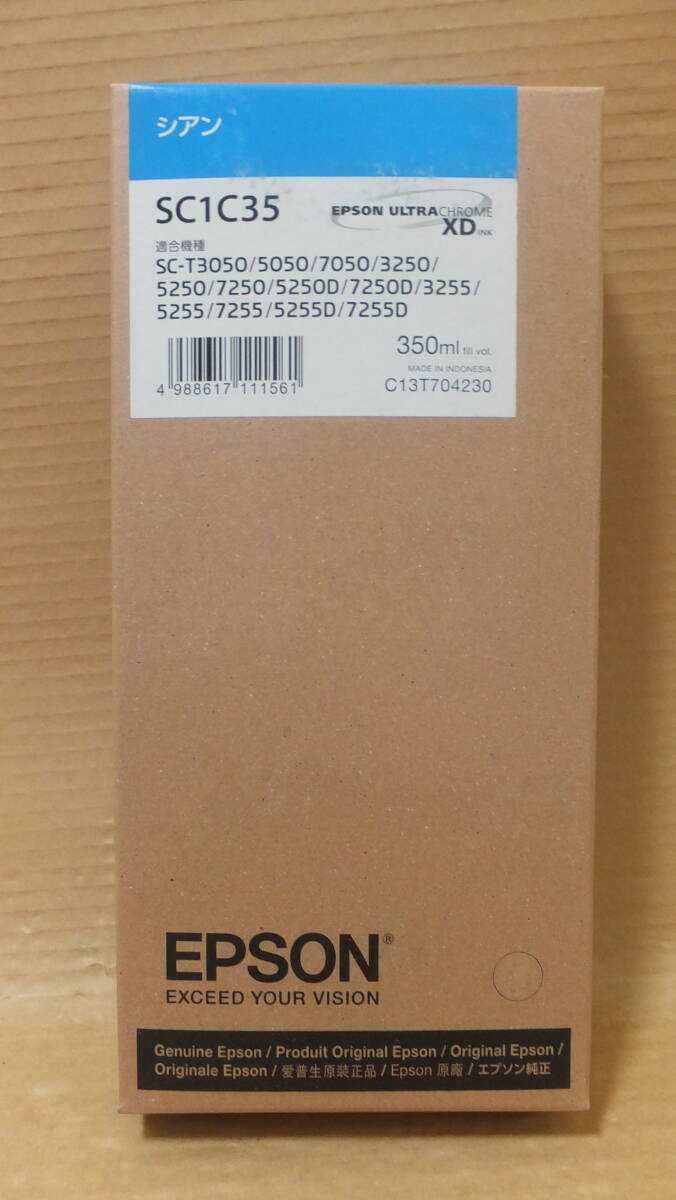 シアン
SC1C35
EPSON ULTRACHROME
XD INK
適合機種
SC-T3050/5050/7050/3250/
5250/7250/5250D/7250D/3255/
5255/7255/5255D/7255D
350ml fill vol.
MADE IN INDONESIA
4 988617 111561
C13T704230
EPSON®
EXCEED YOUR VISION
Genuine Epson / Produit Original Epson / Original Epson /
Originale Epson / 爱普生原装正品 / Epson 原廠 / エプソン純正